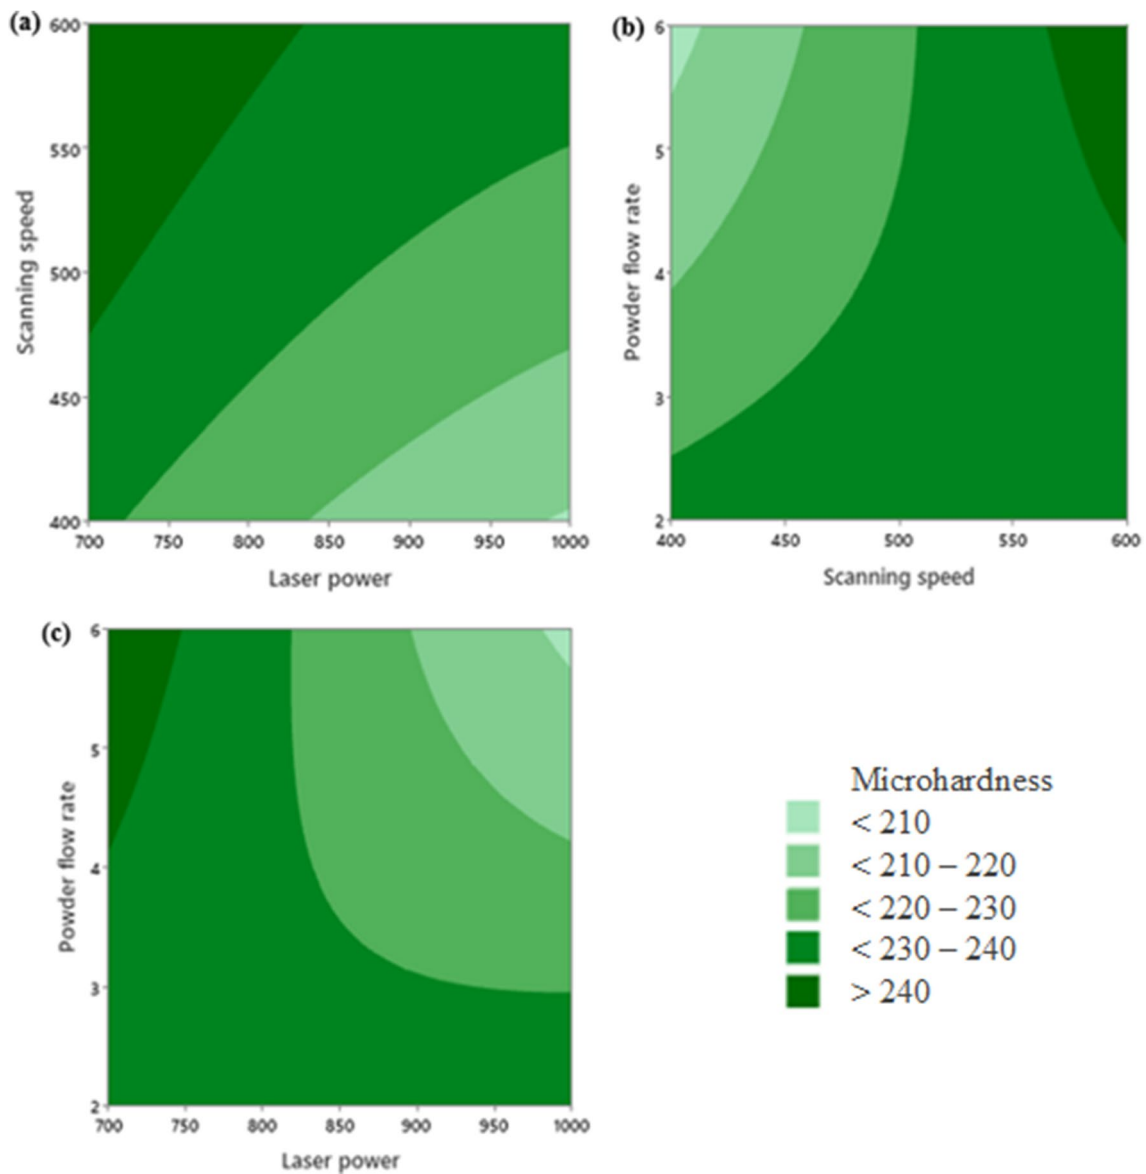 (a)
600
550
500
450
400
Scanning speed
700 750 800 850 900 950 1000
Laser power
(b)
6
5
4
3
2
Powder flow rate
400 450 500 550 600
Scanning speed
(c)
6
5
4
3
2
Powder flow rate
700 750 800 850 900 950 1000
Laser power
Microhardness
< 210
< 210 – 220
< 220 – 230
< 230 – 240
> 240